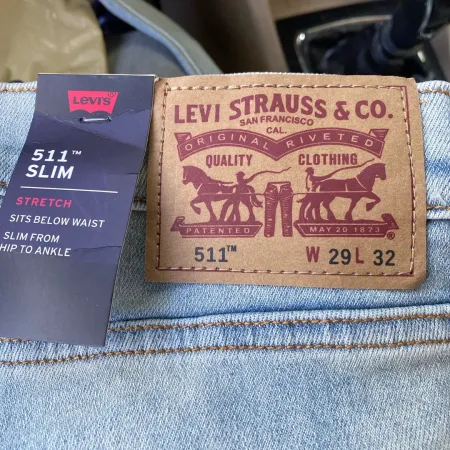 Levi's
511™
SLIM
STRETCH
SITS BELOW WAIST
SLIM FROM
HIP TO ANKLE
LEVI STRAUSS & CO.
SAN FRANCISCO
CAL.
ORIGINAL RIVETED
QUALITY CLOTHING
PATENTED MAY 20 1873
511™ W 29 L 32